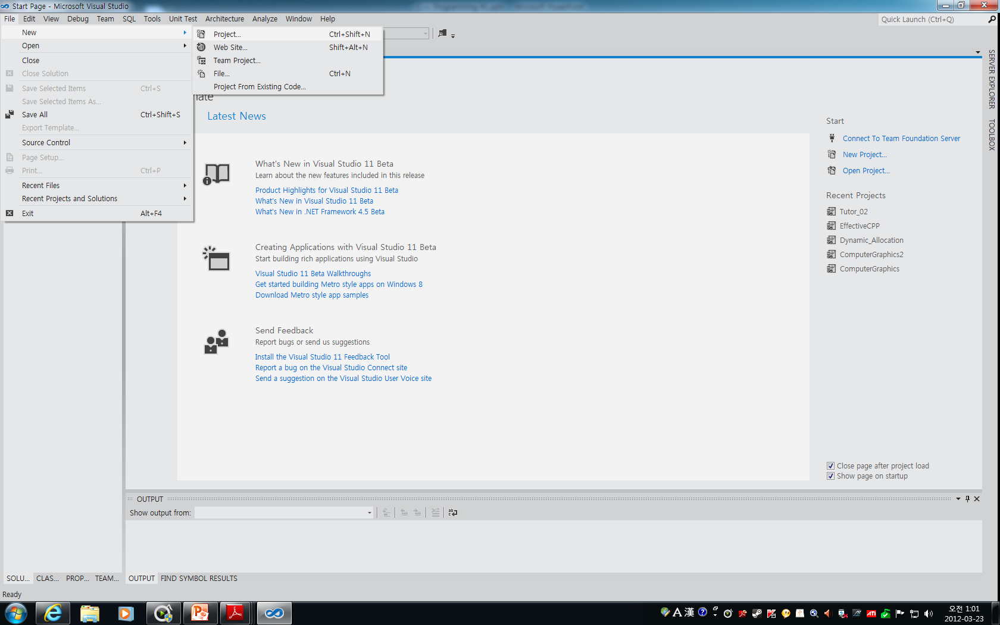 Start Page - Microsoft Visual Studio
File Edit View Debug Team SQL Tools Unit Test Architecture Analyze Window Help
Quick Launch (Ctrl+Q)
New
Open
Close
Close Solution
Save Selected Items Ctrl+S
Save Selected Items As...
Save All Ctrl+Shift+S
Export Template...
Source Control
Page Setup...
Print... Ctrl+P
Recent Files
Recent Projects and Solutions
Exit Alt+F4
Project... Ctrl+Shift+N
Web Site... Shift+Alt+N
Team Project...
File... Ctrl+N
Project From Existing Code...
Latest News
What's New in Visual Studio 11 Beta
Learn about the new features included in this release
Product Highlights for Visual Studio 11 Beta
What's New in Visual Studio 11 Beta
What's New in .NET Framework 4.5 Beta
Creating Applications with Visual Studio 11 Beta
Start building rich applications using Visual Studio
Visual Studio 11 Beta Walkthroughs
Get started building Metro style apps on Windows 8
Download Metro style app samples
Send Feedback
Report bugs or send us suggestions
Install the Visual Studio 11 Feedback Tool
Report a bug on the Visual Studio Connect site
Send a suggestion on the Visual Studio User Voice site
Start
Connect To Team Foundation Server
New Project...
Open Project...
Recent Projects
Tutor_02
EffectiveCPP
Dynamic_Allocation
ComputerGraphics2
ComputerGraphics
Close page after project load
Show page on startup
SERVER EXPLORER
TOOLBOX
OUTPUT
Show output from:
SOLU... CLAS... PROP... TEAM... OUTPUT FIND SYMBOL RESULTS
Ready
A 漢
ATI
오전 1:01
2012-03-23